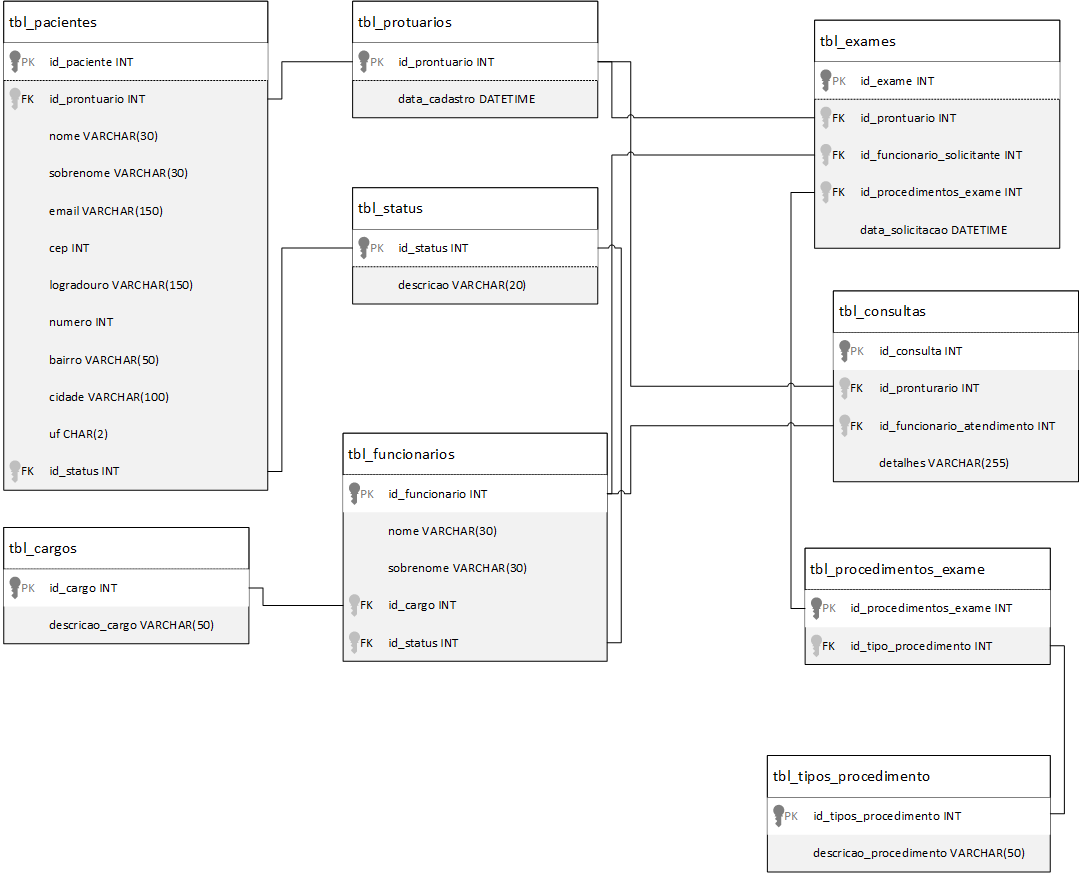 tbl_pacientes
PK id_paciente INT
FK id_prontuario INT
nome VARCHAR(30)
sobrenome VARCHAR(30)
email VARCHAR(150)
cep INT
logradouro VARCHAR(150)
numero INT
bairro VARCHAR(50)
cidade VARCHAR(100)
uf CHAR(2)
FK id_status INT
tbl_cargos
PK id_cargo INT
descricao_cargo VARCHAR(50)
tbl_protuarios
PK id_prontuario INT
data_cadastro DATETIME
tbl_status
PK id_status INT
descricao VARCHAR(20)
tbl_funcionarios
PK id_funcionario INT
nome VARCHAR(30)
sobrenome VARCHAR(30)
FK id_cargo INT
FK id_status INT
tbl_exames
PK id_exame INT
FK id_prontuario INT
FK id_funcionario_solicitante INT
FK id_procedimentos_exame INT
data_solicitacao DATETIME
tbl_consultas
PK id_consulta INT
FK id_pronturario INT
FK id_funcionario_atendimento INT
detalhes VARCHAR(255)
tbl_procedimentos_exame
PK id_procedimentos_exame INT
FK id_tipo_procedimento INT
tbl_tipos_procedimento
PK id_tipos_procedimento INT
descricao_procedimento VARCHAR(50)